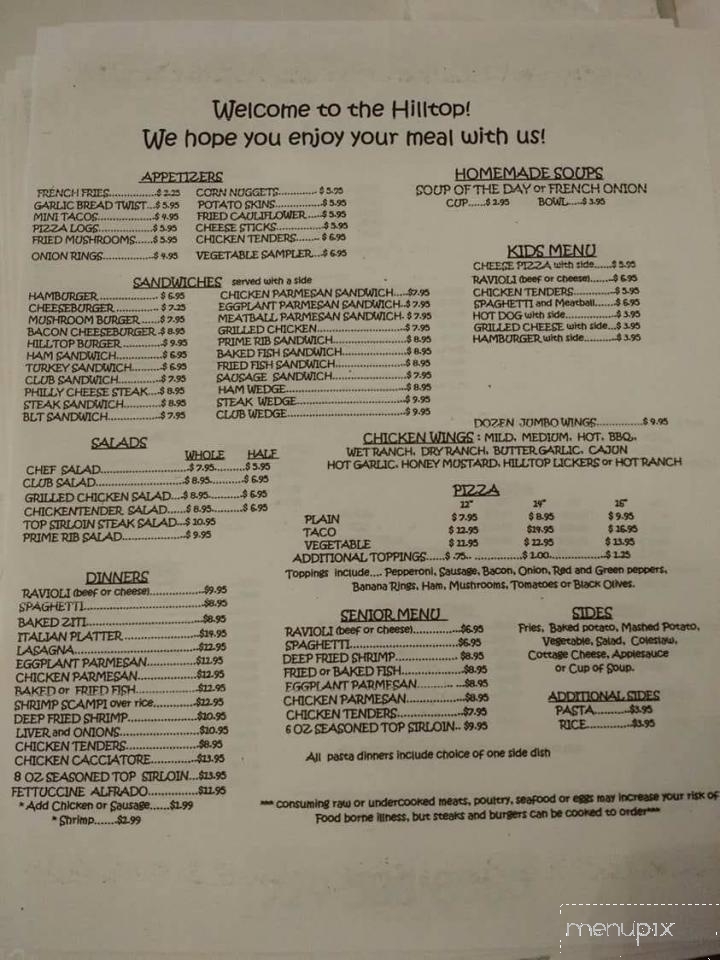 Welcome to the Hilltop!
We hope you enjoy your meal with us!
APPETIZERS
FRENCH FRIES..............$ 2.25
GARLIC BREAD TWIST...$ 5.95
MINI TACOS..................$ 4.95
PIZZA LOGS..................$ 5.95
FRIED MUSHROOMS......$ 5.95
ONION RINGS..............$ 4.95
CORN NUGGETS............ $ 5.95
POTATO SKINS................$ 5.95
FRIED CAULIFLOWER.....$ 5.95
CHEESE STICKS..............$ 5.95
CHICKEN TENDERS....... $ 6.95
VEGETABLE SAMPLER...$ 6.95
HOMEMADE SOUPS
SOUP OF THE DAY or FRENCH ONION
CUP.....$ 2.95 BOWL.....$ 3.95
KIDS MENU
CHEESE PIZZA with side......$ 5.95
RAVIOLI (beef or cheese).......$ 6.95
CHICKEN TENDERS.............$ 5.95
SPAGHETTI and Meatball......$ 6.95
HOT DOG with side...............$ 3.95
GRILLED CHEESE with side...$ 3.95
HAMBURGER with side..........$ 3.95
SANDWICHES served with a side
HAMBURGER.................. $ 6.95
CHEESEBURGER.............. $ 7.25
MUSHROOM BURGER......$ 7.95
BACON CHEESEBURGER .$ 8.95
HILLTOP BURGER............$ 9.95
HAM SANDWICH.............$ 6.95
TURKEY SANDWICH.........$ 6.95
CLUB SANDWICH............$ 7.95
PHILLY CHEESE STEAK...$ 8.95
STEAK SANDWICH..........$ 8.95
BLT SANDWICH..............$ 7.95
CHICKEN PARMESAN SANDWICH....$7.95
EGGPLANT PARMESAN SANDWICH..$ 7.95
MEATBALL PARMESAN SANDWICH. $ 7.95
GRILLED CHICKEN.....................$ 7.95
PRIME RIB SANDWICH.................$ 8.95
BAKED FISH SANDWICH...............$ 8.95
FRIED FISH SANDWICH................$ 8.95
SAUSAGE SANDWICH.................$ 7.95
HAM WEDGE..............................$ 8.95
STEAK WEDGE...........................$ 9.95
CLUB WEDGE.............................$ 9.95
DOZEN JUMBO WINGS..............$ 9.95
CHICKEN WINGS : MILD, MEDIUM, HOT, BBQ,
WET RANCH, DRY RANCH, BUTTER GARLIC, CAJUN
HOT GARLIC, HONEY MUSTARD, HILLTOP LICKERS or HOT RANCH
SALADS
WHOLE HALF
CHEF SALAD........................$ 7.95..........$ 5.95
CLUB SALAD........................$ 8.95..........$ 6.95
GRILLED CHICKEN SALAD...$ 8.95..........$ 6.95
CHICKENTENDER SALAD......$ 8.95..........$ 6.95
TOP SIRLOIN STEAK SALAD...$ 10.95
PRIME RIB SALAD.................$ 9.95
PIZZA
12" 14" 16"
PLAIN $ 7.95 $ 8.95 $ 9.95
TACO $ 12.95 $14.95 $ 16.95
VEGETABLE $ 11.95 $ 12.95 $ 13.95
ADDITIONAL TOPPINGS......$ .75...........$ 1.00.............$ 1.25
Toppings include.... Pepperoni, Sausage, Bacon, Onion, Red and Green peppers,
Banana Rings, Ham, Mushrooms, Tomatoes or Black Olives.
DINNERS
RAVIOLI (beef or cheese)..............$9.95
SPAGHETTI..............................$8.95
BAKED ZITI..............................$8.95
ITALIAN PLATTER.....................$14.95
LASAGNA................................$12.95
EGGPLANT PARMESAN..............$12.95
CHICKEN PARMESAN.................$12.95
BAKED or FRIED FISH................$12.95
SHRIMP SCAMPI over rice...........$12.95
DEEP FRIED SHRIMP..................$10.95
LIVER and ONIONS....................$10.95
CHICKEN TENDERS....................$8.95
CHICKEN CACCIATORE...............$13.95
8 OZ SEASONED TOP SIRLOIN...$13.95
FETTUCCINE ALFRADO..............$11.95
* Add Chicken or Sausage......$1.99
* Shrimp.......$2.99
SENIOR MENU
RAVIOLI (beef or cheese)..............$6.95
SPAGHETTI..............................$6.95
DEEP FRIED SHRIMP................. $8.95
FRIED or BAKED FISH................$8.95
EGGPLANT PARMESAN......... ....$8.95
CHICKEN PARMESAN................$8.95
CHICKEN TENDERS...................$7.95
6 OZ SEASONED TOP SIRLOIN.. $9.95
SIDES
Fries, Baked potato, Mashed Potato,
Vegetable, Salad, Coleslaw,
Cottage Cheese, Applesauce
or Cup of Soup.
ADDITIONAL SIDES
PASTA..........$3.95
RICE............$3.95
All pasta dinners include choice of one side dish
*** consuming raw or undercooked meats, poultry, seafood or eggs may increase your risk of
Food borne illness, but steaks and burgers can be cooked to order***
menupix